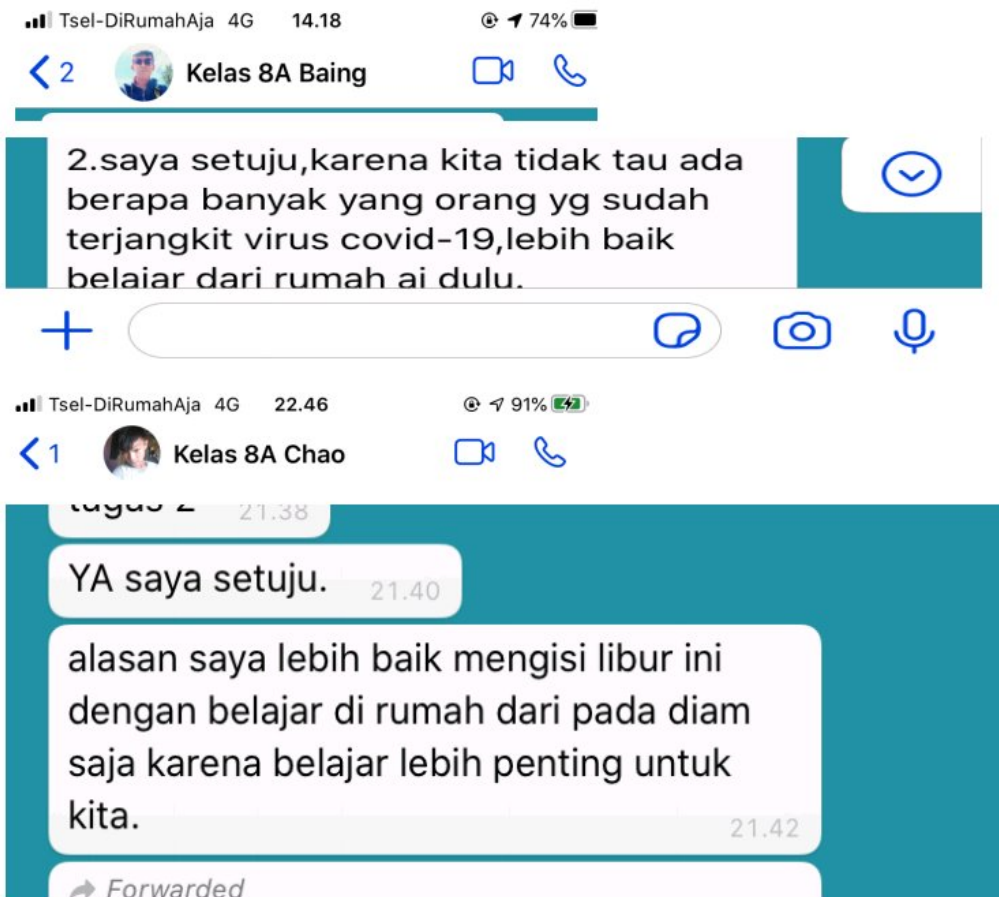 Tsel-DiRumahAja 4G 14.18 74%
2 Kelas 8A Baing
2.saya setuju,karena kita tidak tau ada
berapa banyak yang orang yg sudah
terjangkit virus covid-19,lebih baik
belajar dari rumah aj dulu.
Tsel-DiRumahAja 4G 22.46 91%
1 Kelas 8A Chao
tugas 2 21.38
YA saya setuju. 21.40
alasan saya lebih baik mengisi libur ini
dengan belajar di rumah dari pada diam
saja karena belajar lebih penting untuk
kita. 21.42
Forwarded